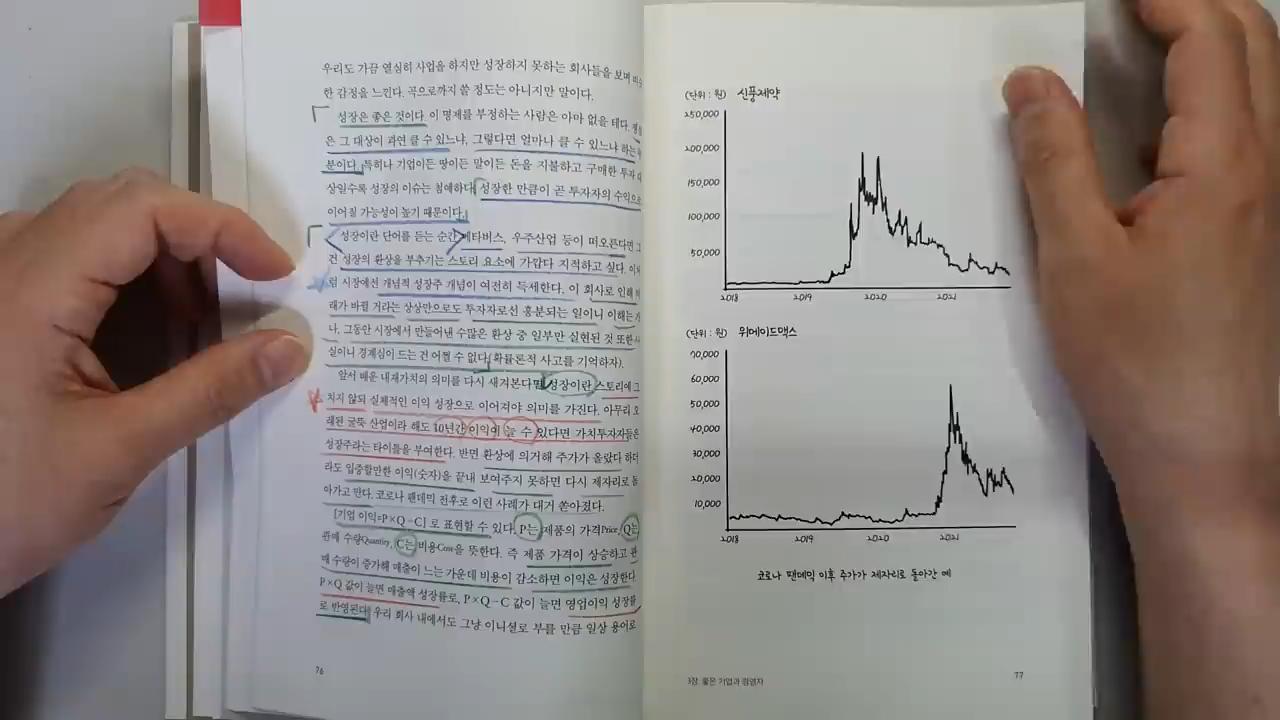 우리도 가끔 열심히 사업을 하지만 성장하지 못하는 회사들을 보며
한 감정을 느낀다. 곡으로까지 쓸 정도는 아니지만 말이다.
성장은 좋은 것이다. 이 명제를 부정하는 사람은 아마 없을 테다.
은 그 대상이 과연 클 수 있느냐, 그렇다면 얼마나 클 수 있느냐 하는
분이다. 특히나 기업이든 땅이든 말이든 돈을 지불하고 구매한 투자
상일수록 성장의 이슈는 첨예하다. 성장한 만큼이 곧 투자자의 수익으로
이어질 가능성이 높기 때문이다.
성장이란 단어를 듣는 순간 메타버스, 우주산업 등이 떠오른다면
건 성장의 환상을 부추기는 스토리 요소에 가깝다 지적하고 싶다.
럼 시장에선 개념적 성장주 개념이 여전히 득세한다. 이 회사로 인해
래가 바뀔 거라는 상상만으로도 투자자로선 흥분되는 일이니 이해는
나, 그동안 시장에서 만들어낸 수많은 환상 중 일부만 실현된 것 또한
실이니 경계심이 드는 건 어쩔 수 없다(확률론적 사고를 기억하자).
앞서 배운 내재가치의 의미를 다시 새겨본다면 성장이란 스토리에 그
치지 않되 실체적인 이익 성장으로 이어져야 의미를 가진다. 아무리 오
래된 굴뚝 산업이라 해도 10년간 이익이 늘 수 있다면 가치투자자들은
성장주라는 타이틀을 부여한다. 반면 환상에 의거해 주가가 올랐다 하더
라도 입증할만한 이익(숫자)을 끝내 보여주지 못하면 다시 제자리로 돌
아가고 만다. 코로나 팬데믹 전후로 이런 사례가 대거 쏟아졌다.
[기업 이익=P×Q-C]로 표현할 수 있다. P는 제품의 가격Price, Q는
판매 수량Quantity, C는 비용Cost을 뜻한다. 즉 제품 가격이 상승하고 판
매 수량이 증가해 매출이 느는 가운데 비용이 감소하면 이익은 성장한다.
P×Q 값이 늘면 매출액 성장률로, P×Q-C 값이 늘면 영업이익 성장률
로 반영된다. 우리 회사 내에서도 그냥 이니셜로 부를 만큼 일상 용어로
76
(단위 : 원) 신풍제약
250,000
200,000
150,000
100,000
50,000
2018 2019 2020 2021
(단위 : 원) 위메이드맥스
70,000
60,000
50,000
40,000
30,000
20,000
10,000
2018 2019 2020 2021
코로나 팬데믹 이후 주가가 제자리로 돌아간 예
3장. 좋은 기업과 경영자
77